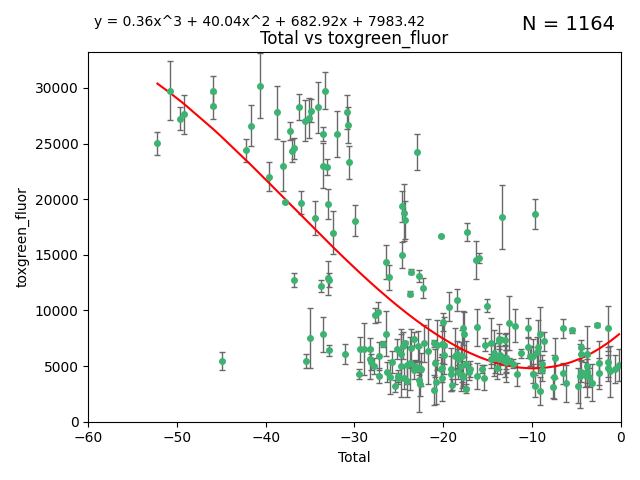 y = 0.36x^3 + 40.04x^2 + 682.92x + 7983.42
N = 1164
Total vs toxgreen_fluor
30000
25000
20000
15000
10000
5000
0
toxgreen_fluor
−60
−50
−40
−30
−20
−10
0
Total